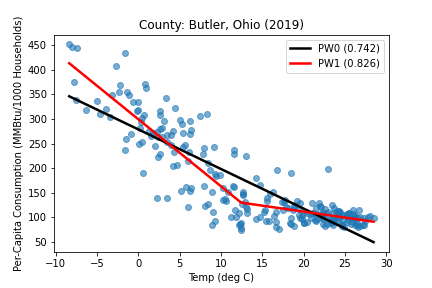 County: Butler, Ohio (2019)
Per-Capita Consumption (MMBtu/1000 Households)
450
400
350
300
250
200
150
100
50
PW0 (0.742)
PW1 (0.826)
−10 −5 0 5 10 15 20 25 30
Temp (deg C)